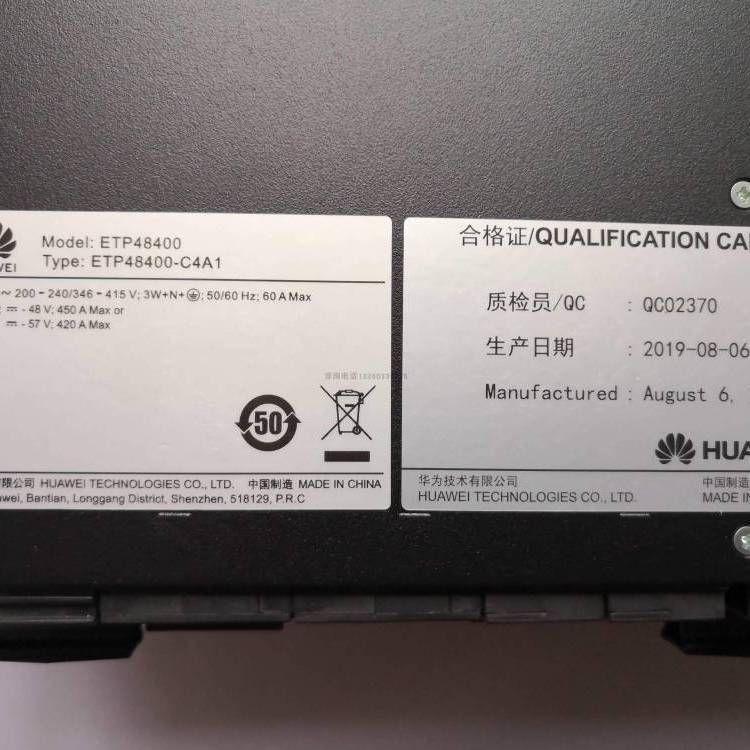 WEI
Model: ETP48400
Type: ETP48400-C4A1
~ 200-240/346-415 V; 3W+N+; 50/60 Hz; 60 A Max
: ⎓ -48 V; 450 A Max or
⎓ -57 V; 420 A Max
50
限公司 HUAWEI TECHNOLOGIES CO., LTD. 中国制造 MADE IN CHINA
awei, Bantian, Longgang District, Shenzhen, 518129, P.R.C
合格证/QUALIFICATION CA
质检员/QC : QC02370
生产日期 : 2019-08-06
Manufactured : August 6,
HUA
华为技术有限公司 中国制造
HUAWEI TECHNOLOGIES CO., LTD. MADE IN